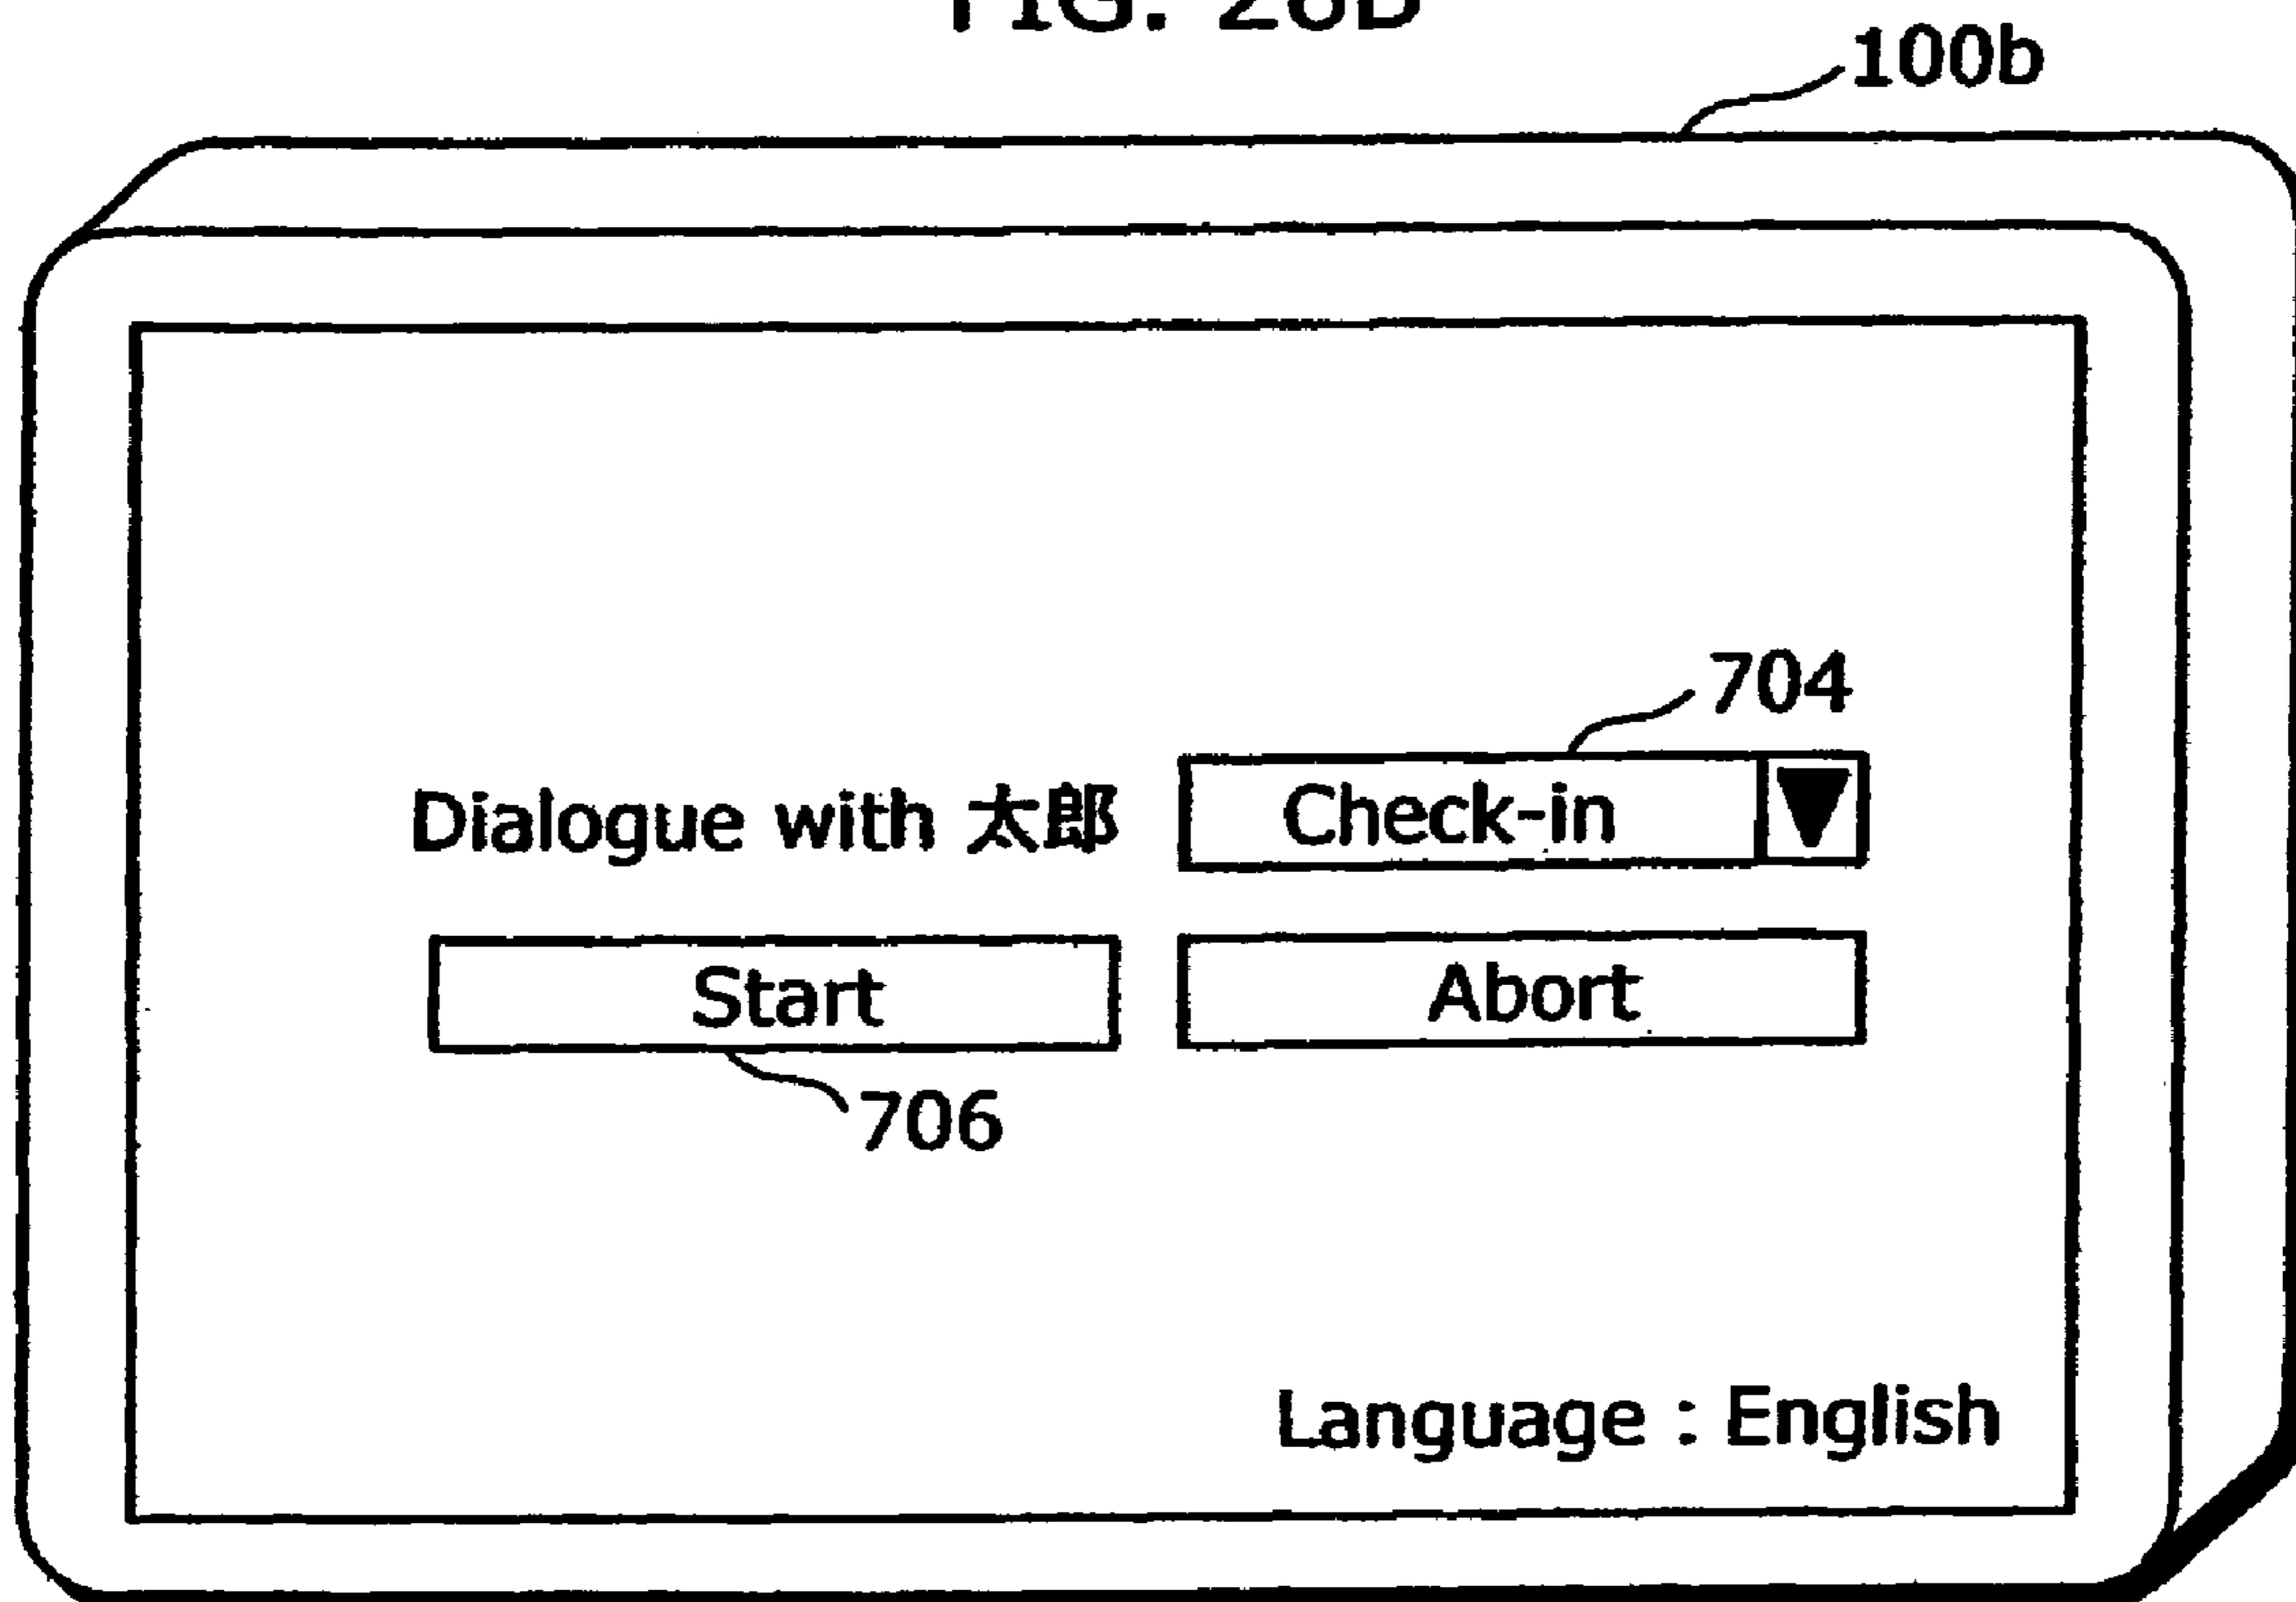 100b
704
Dialogue with 太郎 Check-in
Start Abort
706
Language : English